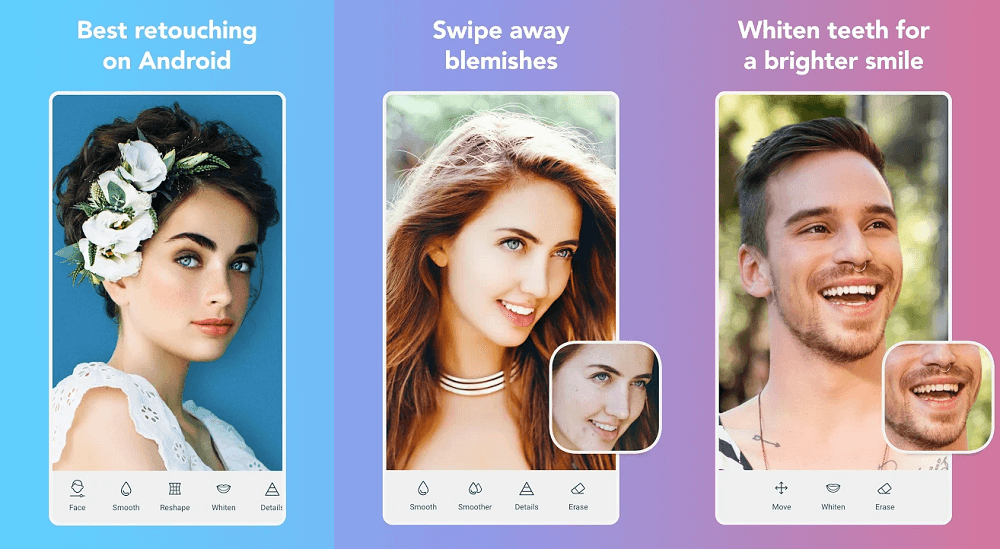 Best retouching
on Android
Face Smooth Reshape Whiten Details
Swipe away
blemishes
Smooth Smoother Details Erase
Whiten teeth for
a brighter smile
Move Whiten Erase